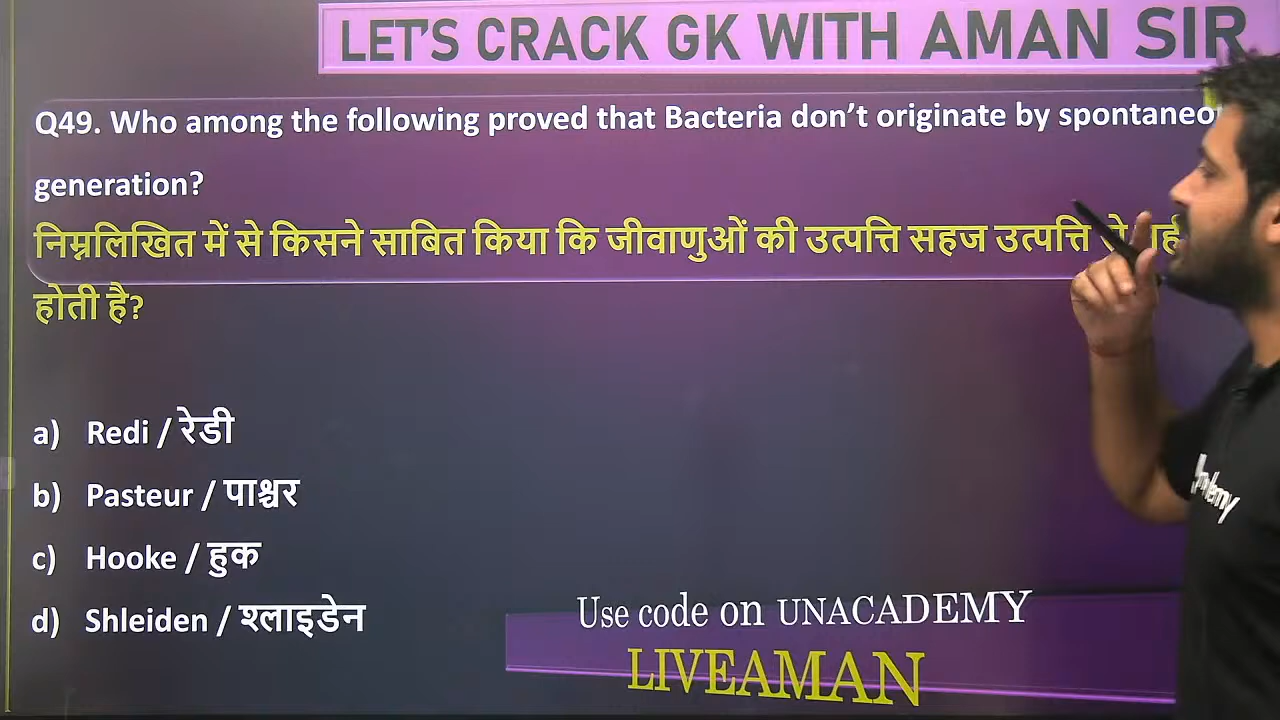 LET'S CRACK GK WITH AMAN SIR
Q49. Who among the following proved that Bacteria don't originate by
generation?
निम्नलिखित में से किसने साबित किया कि जीवाणुओं की उत्पत्ति सहज उत्पत्ति
होती है?
a) Redi / रेडी
b) Pasteur / पाश्चर
c) Hooke / हुक
d) Shleiden / श्लाइडेन
Use code on UNACADEMY
LIVEAMAN